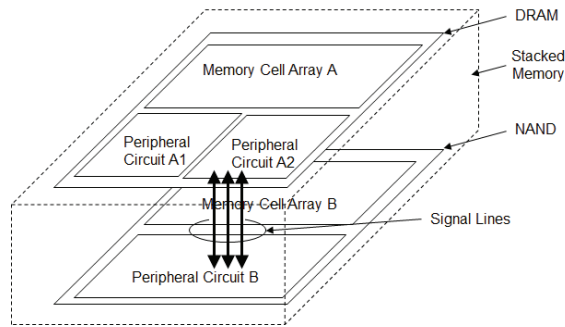 DRAM
Stacked
Memory
Memory Cell Array A
Peripheral
Circuit A1
Peripheral
Circuit A2
NAND
Memory Cell Array B
Signal Lines
Peripheral Circuit B